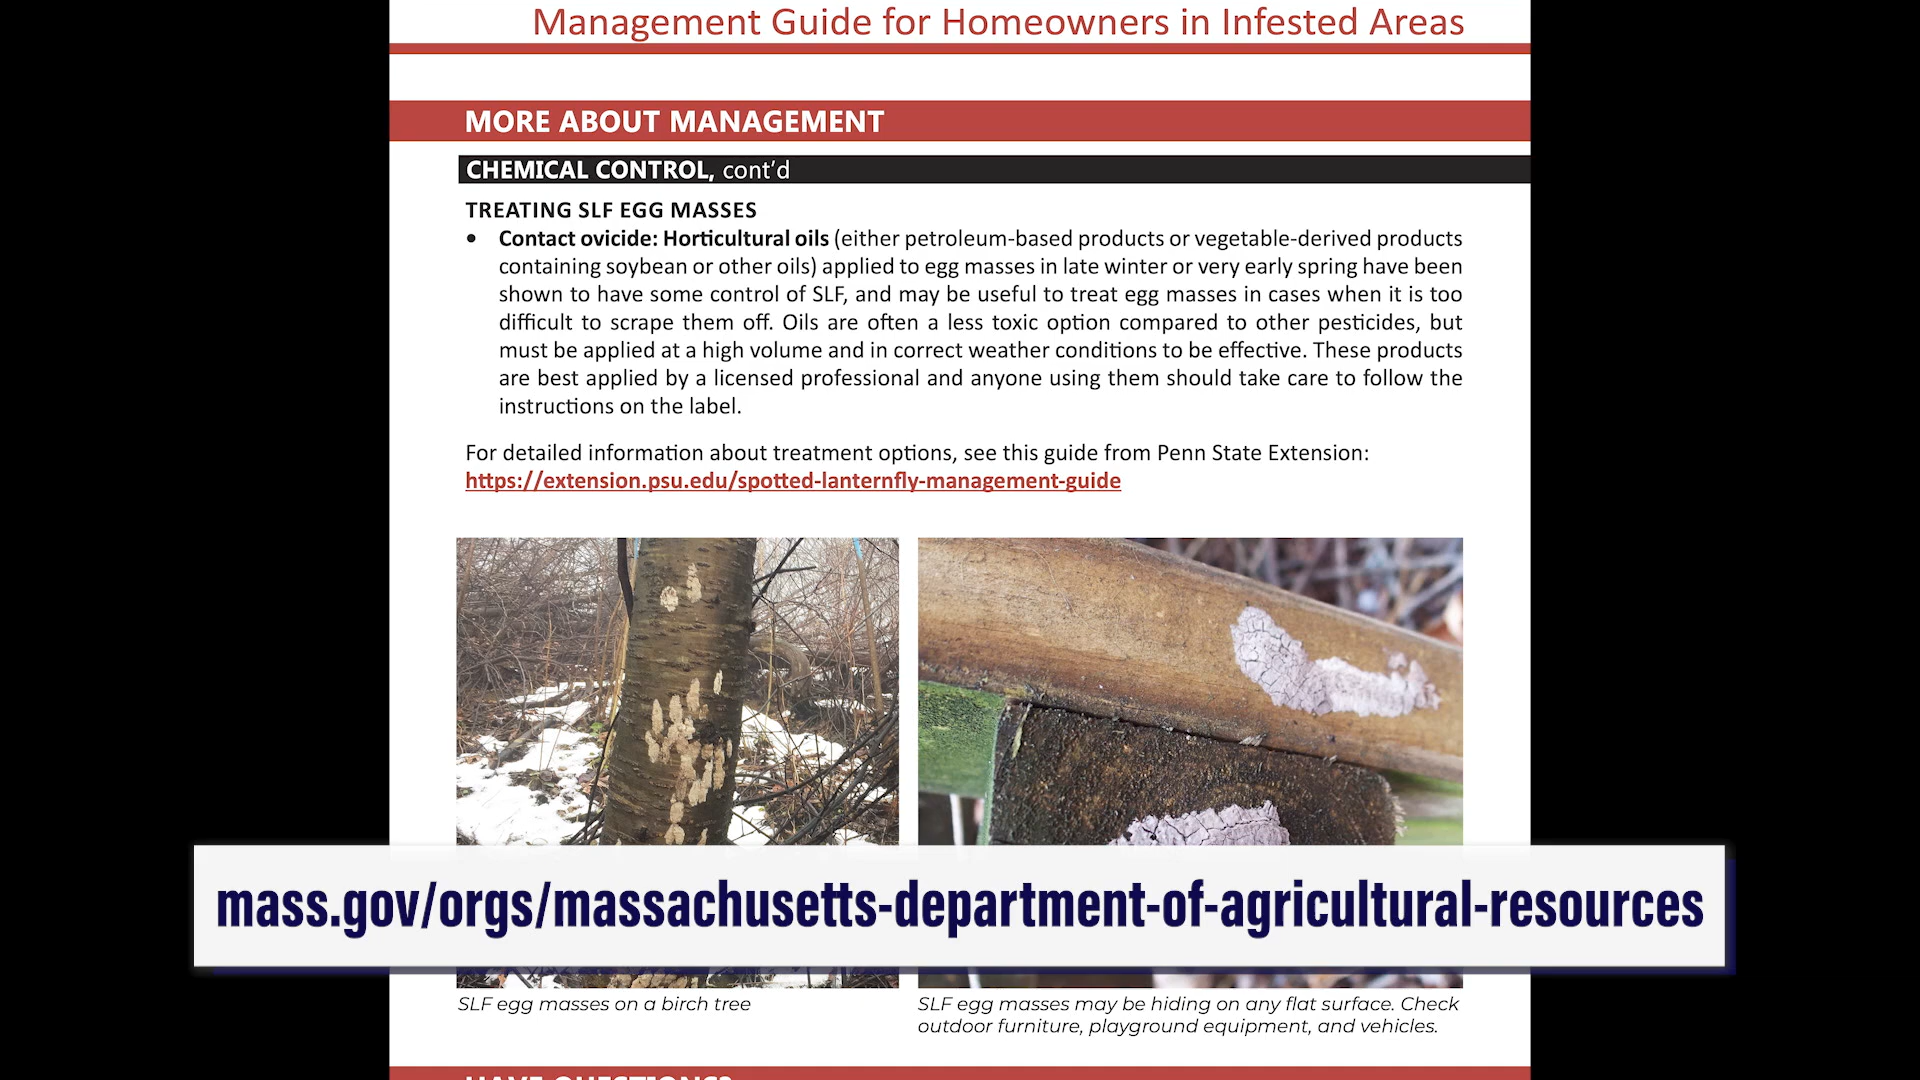 Management Guide for Homeowners in Infested Areas
MORE ABOUT MANAGEMENT
CHEMICAL CONTROL, cont'd
TREATING SLF EGG MASSES
• Contact ovicide: Horticultural oils (either petroleum-based products or vegetable-derived products
containing soybean or other oils) applied to egg masses in late winter or very early spring have been
shown to have some control of SLF, and may be useful to treat egg masses in cases when it is too
difficult to scrape them off. Oils are often a less toxic option compared to other pesticides, but
must be applied at a high volume and in correct weather conditions to be effective. These products
are best applied by a licensed professional and anyone using them should take care to follow the
instructions on the label.
For detailed information about treatment options, see this guide from Penn State Extension:
https://extension.psu.edu/spotted-lanternfly-management-guide
mass.gov/orgs/massachusetts-department-of-agricultural-resources
SLF egg masses on a birch tree
SLF egg masses may be hiding on any flat surface. Check
outdoor furniture, playground equipment, and vehicles.
HAVE QUESTIONS?